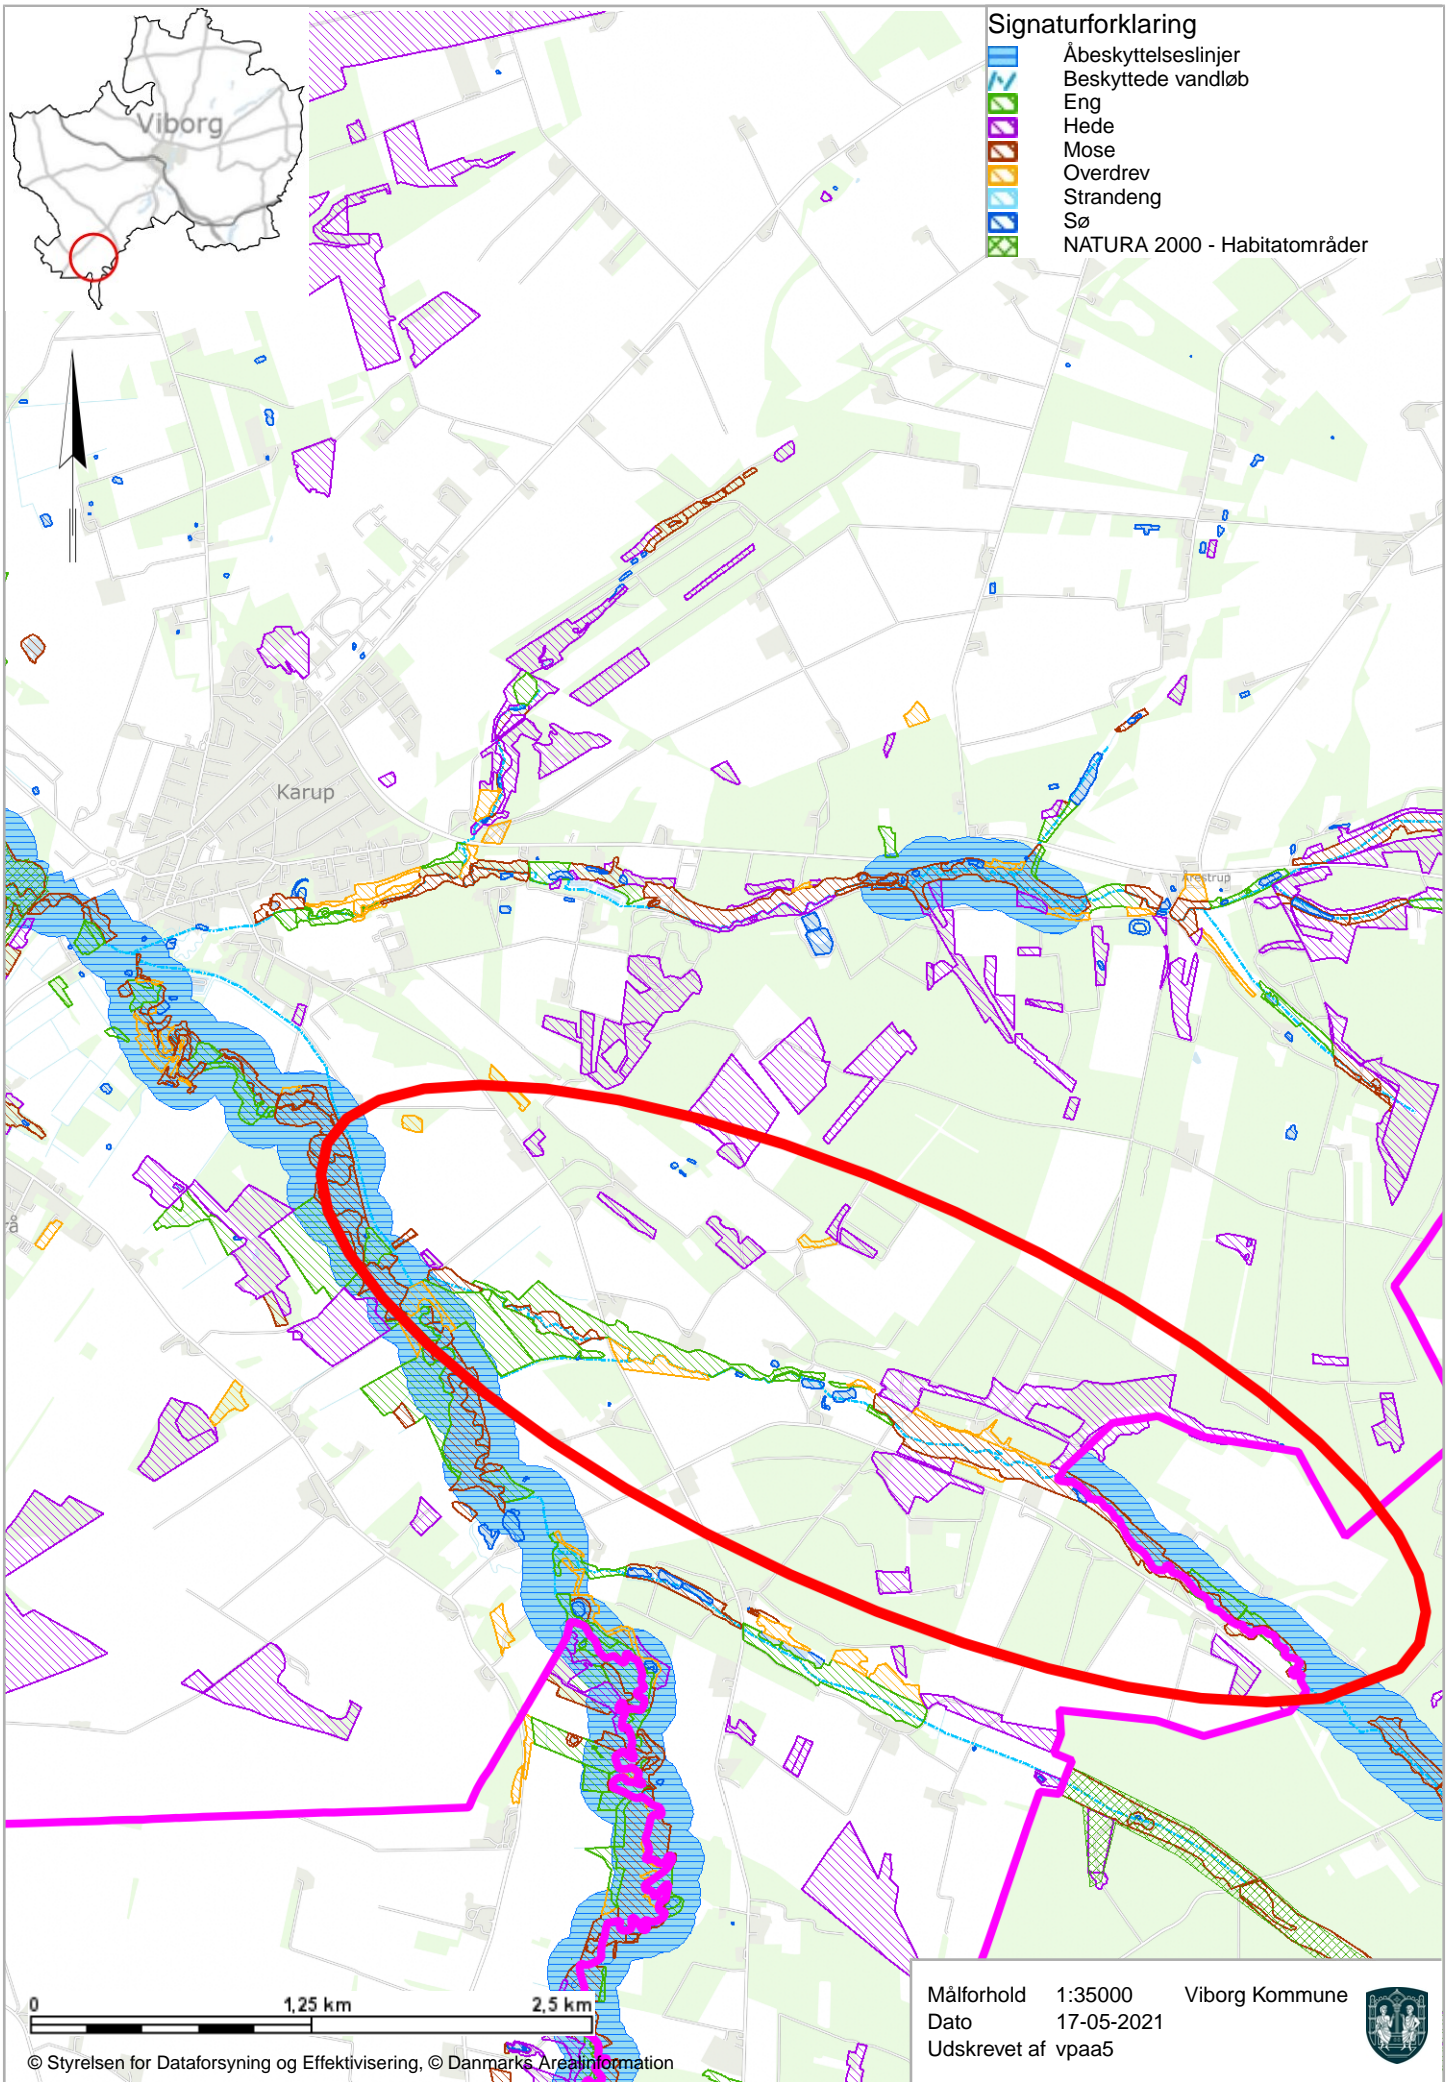 Viborg
Signaturforklaring
Åbeskyttelseslinjer
Beskyttede vandløb
Eng
Hede
Mose
Overdrev
Strandeng
Sø
NATURA 2000 - Habitatområder
Karup
Årestrup
rå
0 1,25 km 2,5 km
© Styrelsen for Dataforsyning og Effektivisering, © Danmarks Arealinformation
Målforhold 1:35000 Viborg Kommune
Dato 17-05-2021
Udskrevet af vpaa5